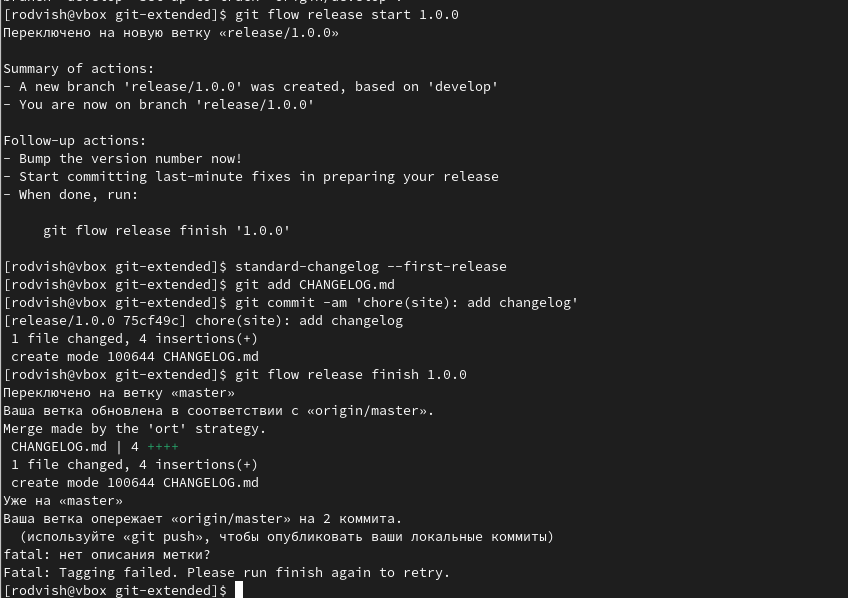 [rodvish@vbox git-extended]$ git flow release start 1.0.0
Переключено на новую ветку «release/1.0.0»
Summary of actions:
- A new branch 'release/1.0.0' was created, based on 'develop'
- You are now on branch 'release/1.0.0'
Follow-up actions:
- Bump the version number now!
- Start committing last-minute fixes in preparing your release
- When done, run:
git flow release finish '1.0.0'
[rodvish@vbox git-extended]$ standard-changelog --first-release
[rodvish@vbox git-extended]$ git add CHANGELOG.md
[rodvish@vbox git-extended]$ git commit -am 'chore(site): add changelog'
[release/1.0.0 75cf49c] chore(site): add changelog
1 file changed, 4 insertions(+)
create mode 100644 CHANGELOG.md
[rodvish@vbox git-extended]$ git flow release finish 1.0.0
Переключено на ветку «master»
Ваша ветка обновлена в соответствии с «origin/master».
Merge made by the 'ort' strategy.
CHANGELOG.md | 4 ++++
1 file changed, 4 insertions(+)
create mode 100644 CHANGELOG.md
Уже на «master»
Ваша ветка опережает «origin/master» на 2 коммита.
(используйте «git push», чтобы опубликовать ваши локальные коммиты)
fatal: нет описания метки?
Fatal: Tagging failed. Please run finish again to retry.
[rodvish@vbox git-extended]$